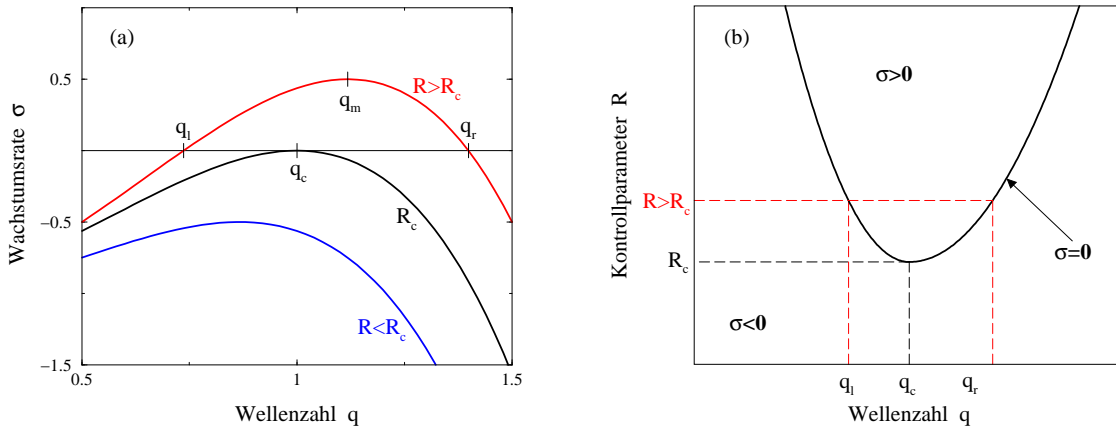 (a)
Wachstumsrate σ
0.5
−0.5
−1.5
R>R_c
q_m
q_l
q_r
q_c
R_c
R<R_c
0.5
1
1.5
Wellenzahl q
(b)
Kontrollparameter R
σ>0
R>R_c
R_c
σ=0
σ<0
q_l
q_c
q_r
Wellenzahl q